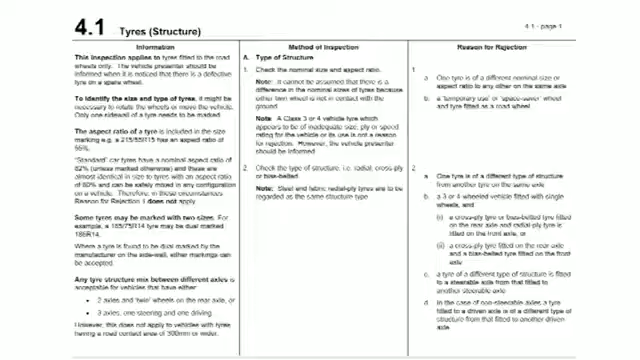 4.1 Tyres (Structure)
4.1 - page 1
Information
This inspection applies to tyres fitted to the road
wheels only. The vehicle presenter should be
informed when it is noticed that there is a defective
tyre on a spare wheel.
To identify the size and type of tyres, it might be
necessary to rotate the wheels or move the vehicle.
Only one sidewall of a tyre needs to be marked.
The aspect ratio of a tyre is included in the size
marking e.g. a 215/55R15 has an aspect ratio of
55%.
'Standard' car tyres have a nominal aspect ratio of
82% (unless marked otherwise) and these are
almost identical in size to tyres with an aspect ratio
of 80% and can be safely mixed in any configuration
on a vehicle. Therefore, in these circumstances
Reason for Rejection 1 does not apply.
Some tyres may be marked with two sizes. For
example, a 185/75R14 tyre may be dual marked
185R14.
Where a tyre is found to be dual marked by the
manufacturer on the side-wall, either markings can
be accepted.
Any tyre structure mix between different axles is
acceptable for vehicles that have either:
• 2 axles and 'twin' wheels on the rear axle, or
• 3 axles, one steering and one driving.
However, this does not apply to vehicles with tyres
having a road contact area of 300mm or wider.
Method of Inspection
A. Type of Structure
1. Check the nominal size and aspect ratio.
Note: It cannot be assumed that there is a
difference in the nominal sizes of tyres because
either item wheel is not in contact with the
ground
Note: A Class 3 or 4 vehicle tyre which
appears to be of inadequate size, ply or speed
rating for the vehicle or its use is not a reason
for rejection. However, the vehicle presenter
should be informed
2. Check the type of structure, i.e. radial, cross-ply
or bias-belted
Note: Steel and fabric radial-ply tyres are to be
regarded as the same structure type
Reason for Rejection
1
a One tyre is of a different nominal size or
aspect ratio to any other on the same axle
b a 'temporary use' or 'space-saver' wheel
and tyre fitted as a road wheel
2.
a One tyre is of a different type of structure
from another tyre on the same axle
b a 3 or 4 wheeled vehicle fitted with single
wheels, and
(i) a cross-ply tyre or bias-belted tyre fitted
on the rear axle and radial-ply tyre is
fitted on the front axle, or
(ii) a cross-ply tyre fitted on the rear axle
and a bias-belted tyre fitted on the front
axle
c. a tyre of a different type of structure is fitted
to a steerable axle from that fitted to
another steerable axle
d in the case of non-steerable axles a tyre
fitted to a driven axle is of a different type of
structure from that fitted to another driven
axle